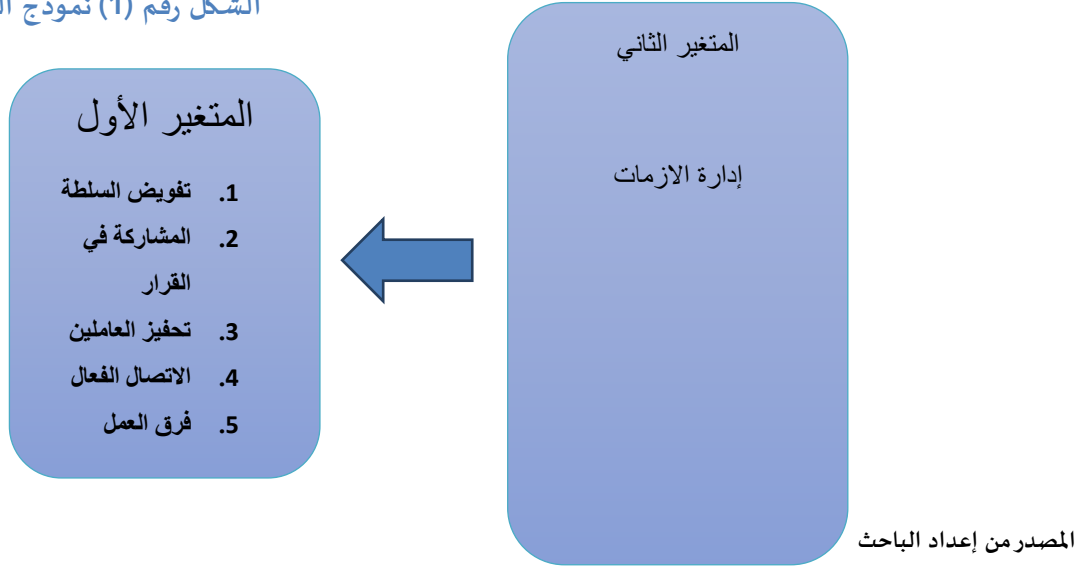 الشكل رقم (1) نموذج
المتغير الثاني
إدارة الازمات
المتغير الأول
1. تفويض السلطة
2. المشاركة في
القرار
3. تحفيز العاملين
4. الاتصال الفعال
5. فرق العمل
المصدر من إعداد الباحث